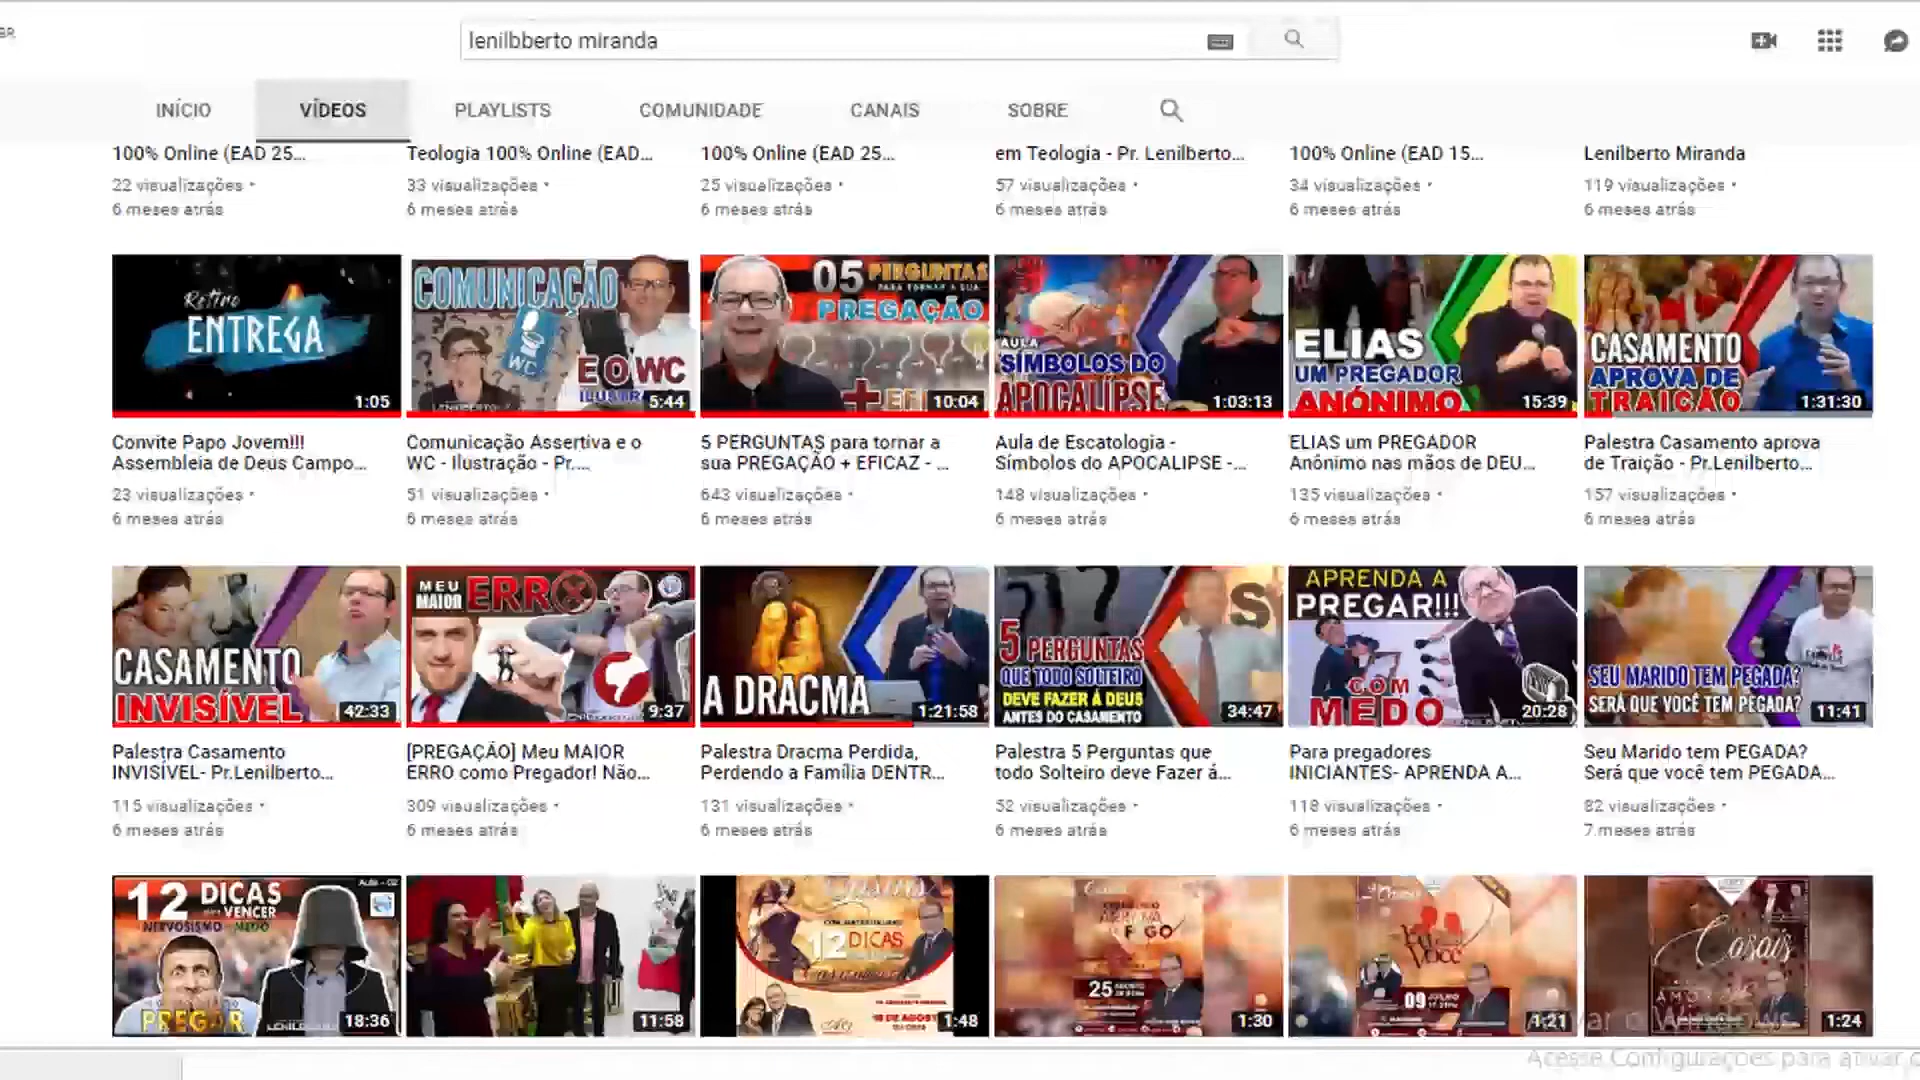 BR
lenilbberto miranda
INÍCIO VÍDEOS PLAYLISTS COMUNIDADE CANAIS SOBRE
100% Online (EAD 25... Teologia 100% Online (EAD... 100% Online (EAD 25... em Teologia - Pr. Lenilberto... 100% Online (EAD 15... Lenilberto Miranda
22 visualizações • 33 visualizações • 25 visualizações • 57 visualizações • 34 visualizações • 119 visualizações •
6 meses atrás 6 meses atrás 6 meses atrás 6 meses atrás 6 meses atrás 6 meses atrás
Retiro
ENTREGA
1:05
COMUNICAÇÃO
WC
E O WC
5:44
05 PERGUNTAS
PARA TORNAR A SUA
PREGAÇÃO
10:04
AULA
SÍMBOLOS DO
APOCALIPSE
1:03:13
ELIAS
UM PREGADOR
ANÔNIMO
15:39
CASAMENTO
APROVA DE
TRAIÇÃO
1:31:30
Convite Papo Jovem!!! Comunicação Assertiva e o 5 PERGUNTAS para tornar a Aula de Escatologia - ELIAS um PREGADOR Palestra Casamento aprova
Assembleia de Deus Campo... WC - Ilustração - Pr.... sua PREGAÇÃO + EFICAZ - ... Símbolos do APOCALIPSE -... Anônimo nas mãos de DEU... de Traição - Pr.Lenilberto...
23 visualizações • 51 visualizações • 643 visualizações • 148 visualizações • 135 visualizações • 157 visualizações •
6 meses atrás 6 meses atrás 6 meses atrás 6 meses atrás 6 meses atrás 6 meses atrás
CASAMENTO
INVISÍVEL
42:33
MEU
MAIOR ERRO
9:37
A DRACMA
1:21:58
5 PERGUNTAS
QUE TODO SOLTEIRO
DEVE FAZER Á DEUS
ANTES DO CASAMENTO
34:47
APRENDA A
PREGAR!!!
COM
MEDO
20:28
SEU MARIDO TEM PEGADA?
SERÁ QUE VOCÊ TEM PEGADA?
11:41
Palestra Casamento [PREGAÇÃO] Meu MAIOR Palestra Dracma Perdida, Palestra 5 Perguntas que Para pregadores Seu Marido tem PEGADA?
INVISÍVEL- Pr.Lenilberto... ERRO como Pregador! Não... Perdendo a Família DENTR... todo Solteiro deve Fazer á... INICIANTES- APRENDA A... Será que você tem PEGADA...
115 visualizações • 309 visualizações • 131 visualizações • 52 visualizações • 118 visualizações • 82 visualizações •
6 meses atrás 6 meses atrás 6 meses atrás 6 meses atrás 6 meses atrás 7 meses atrás
Aula - 02
12 DICAS
VENCER
NERVOSISMO MEDO
PREGAR
18:36
11:58
12 DICAS
1:48
25
1:30
Você
09 JULHO
1:21
Casais
1:24
Ativar o Windows
Acesse Configurações para ativar o